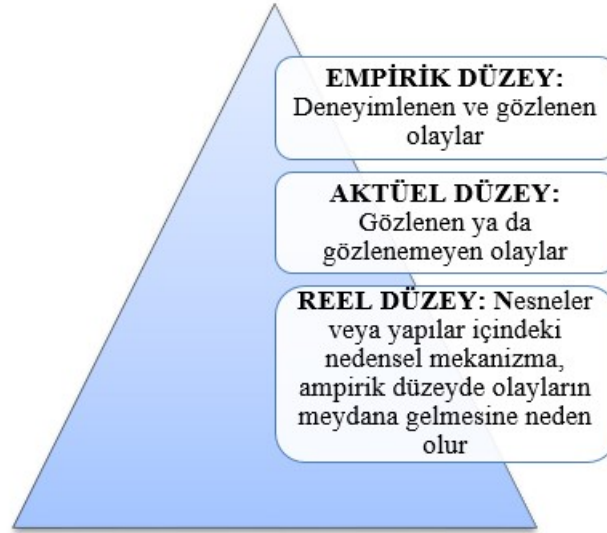 EMPİRİK DÜZEY:
Deneyimlenen ve gözlenen
olaylar
AKTÜEL DÜZEY:
Gözlenen ya da
gözlenemeyen olaylar
REEL DÜZEY: Nesneler
veya yapılar içindeki
nedensel mekanizma,
ampirik düzeyde olayların
meydana gelmesine neden
olur